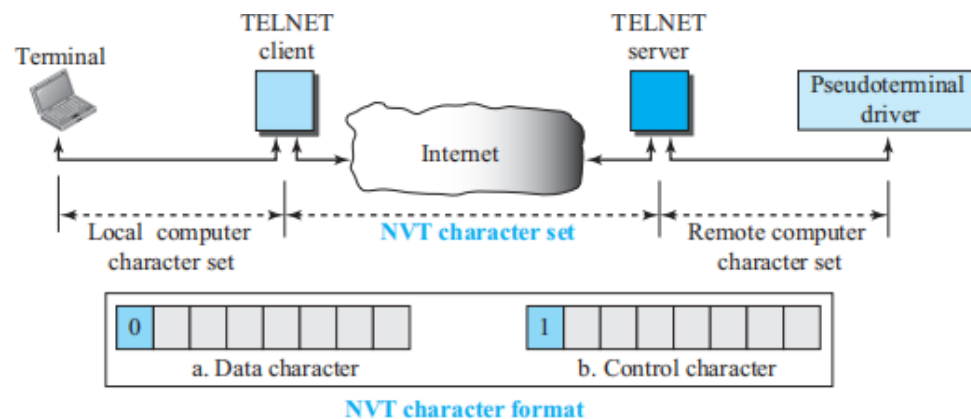 Terminal
TELNET
client
TELNET
server
Pseudoterminal
driver
Internet
Local computer
character set
NVT character set
Remote computer
character set
0
1
a. Data character
b. Control character
NVT character format